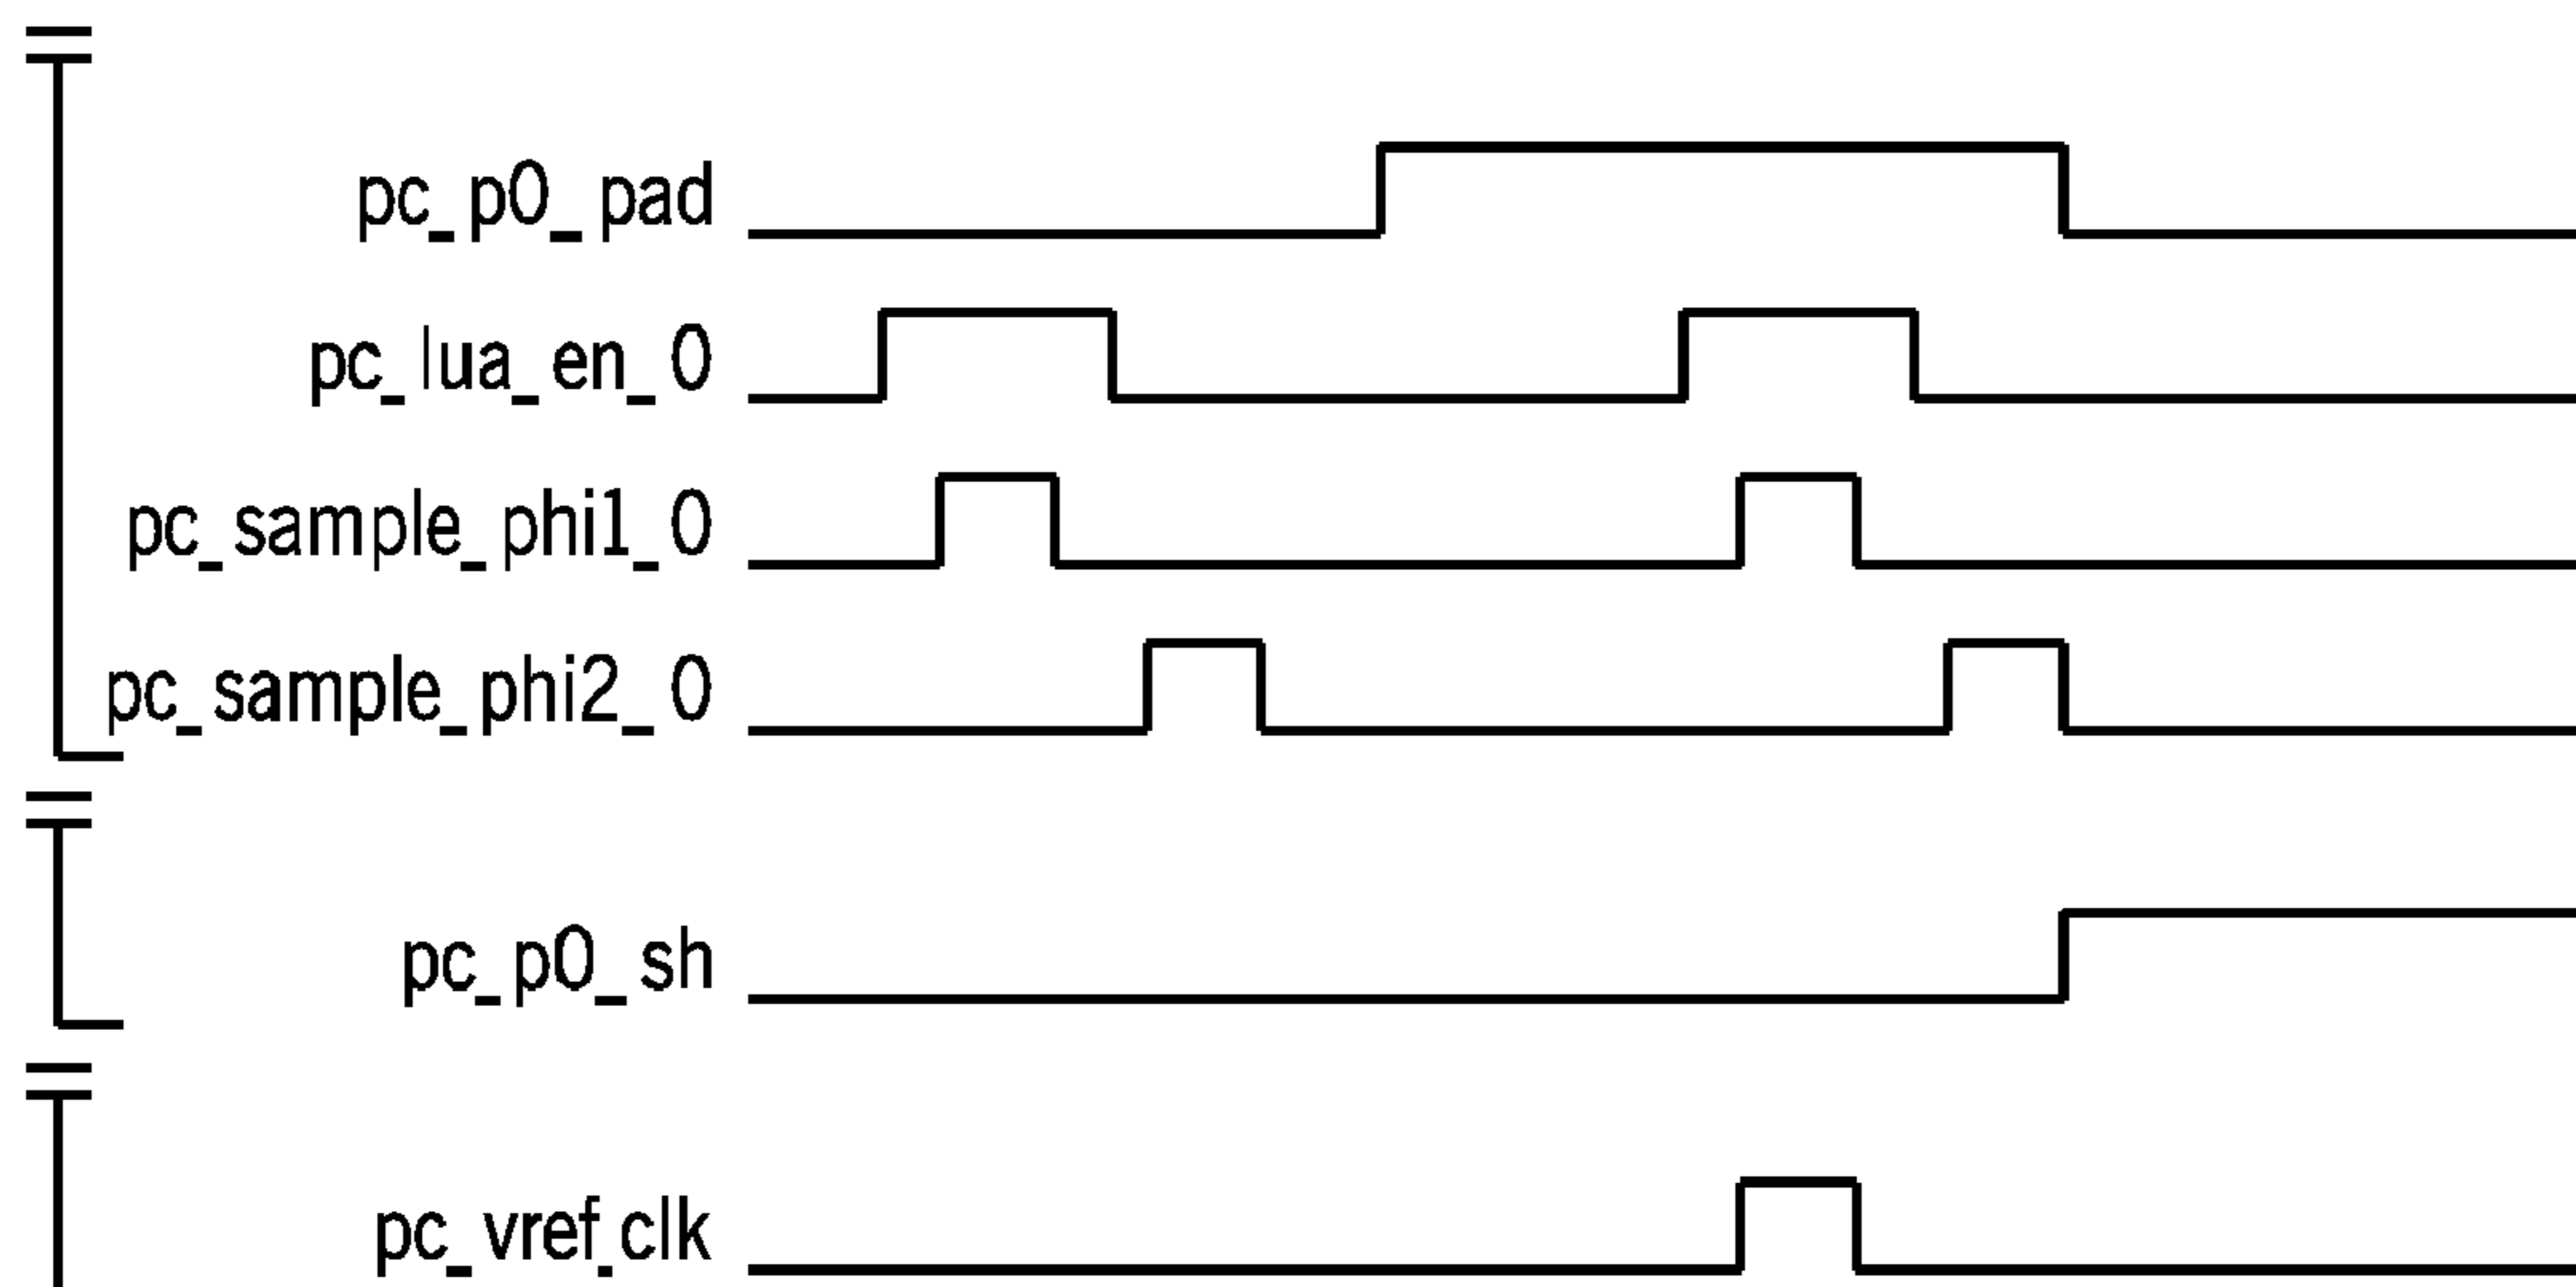 pc_p0_pad
pc_lua_en_0
pc_sample_phi1_0
pc_sample_phi2_0
pc_p0_sh
pc_vref_clk